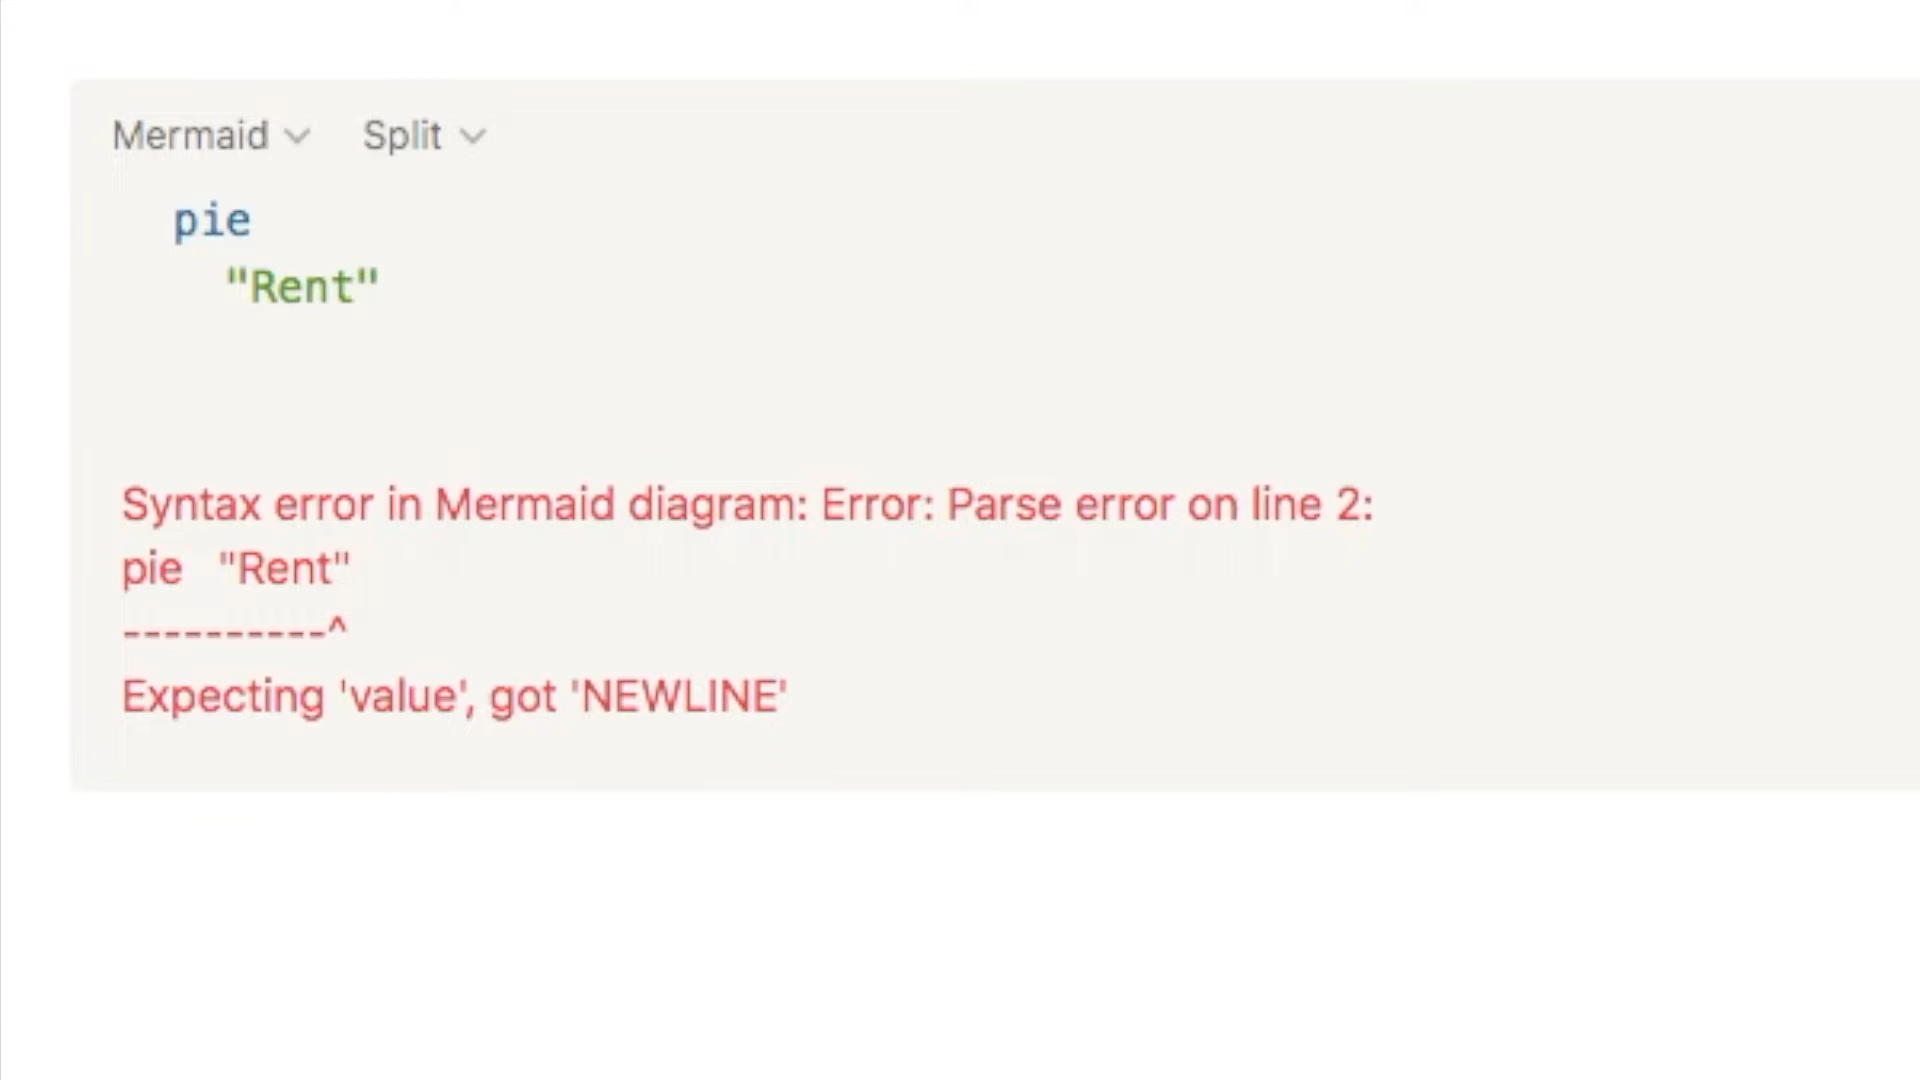 Mermaid Split
pie
"Rent"
Syntax error in Mermaid diagram: Error: Parse error on line 2:
pie "Rent"
----------^
Expecting 'value', got 'NEWLINE'